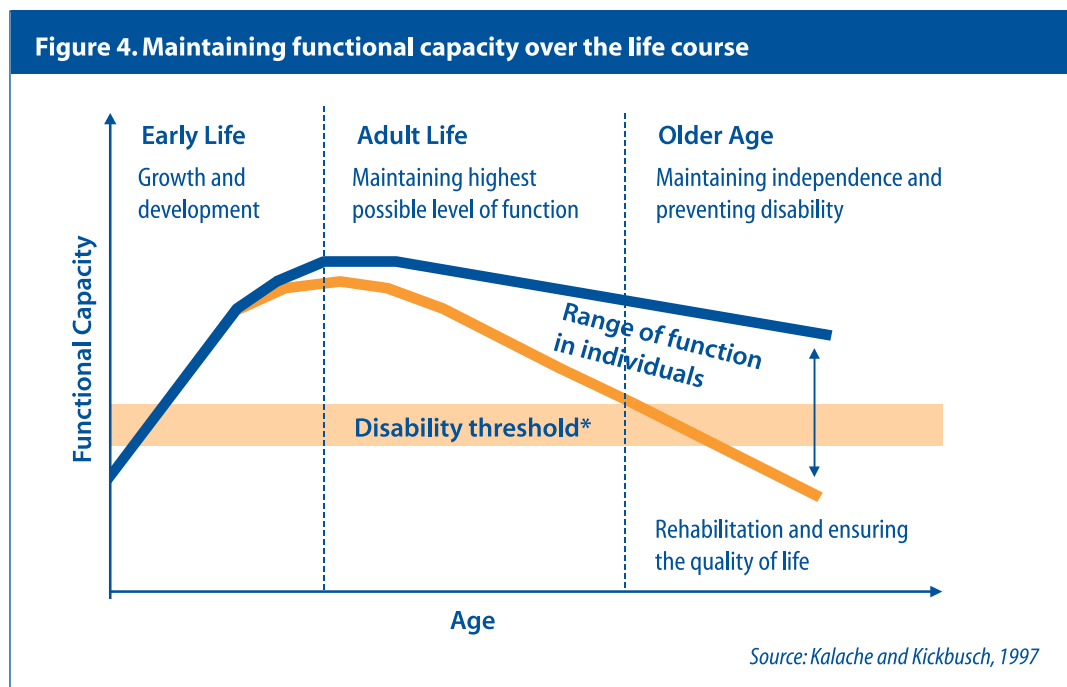 Figure 4. Maintaining functional capacity over the life course
Early Life
Growth and
development
Adult Life
Maintaining highest
possible level of function
Older Age
Maintaining independence and
preventing disability
Functional Capacity
Range of function
in individuals
Disability threshold*
Rehabilitation and ensuring
the quality of life
Age
Source: Kalache and Kickbusch, 1997